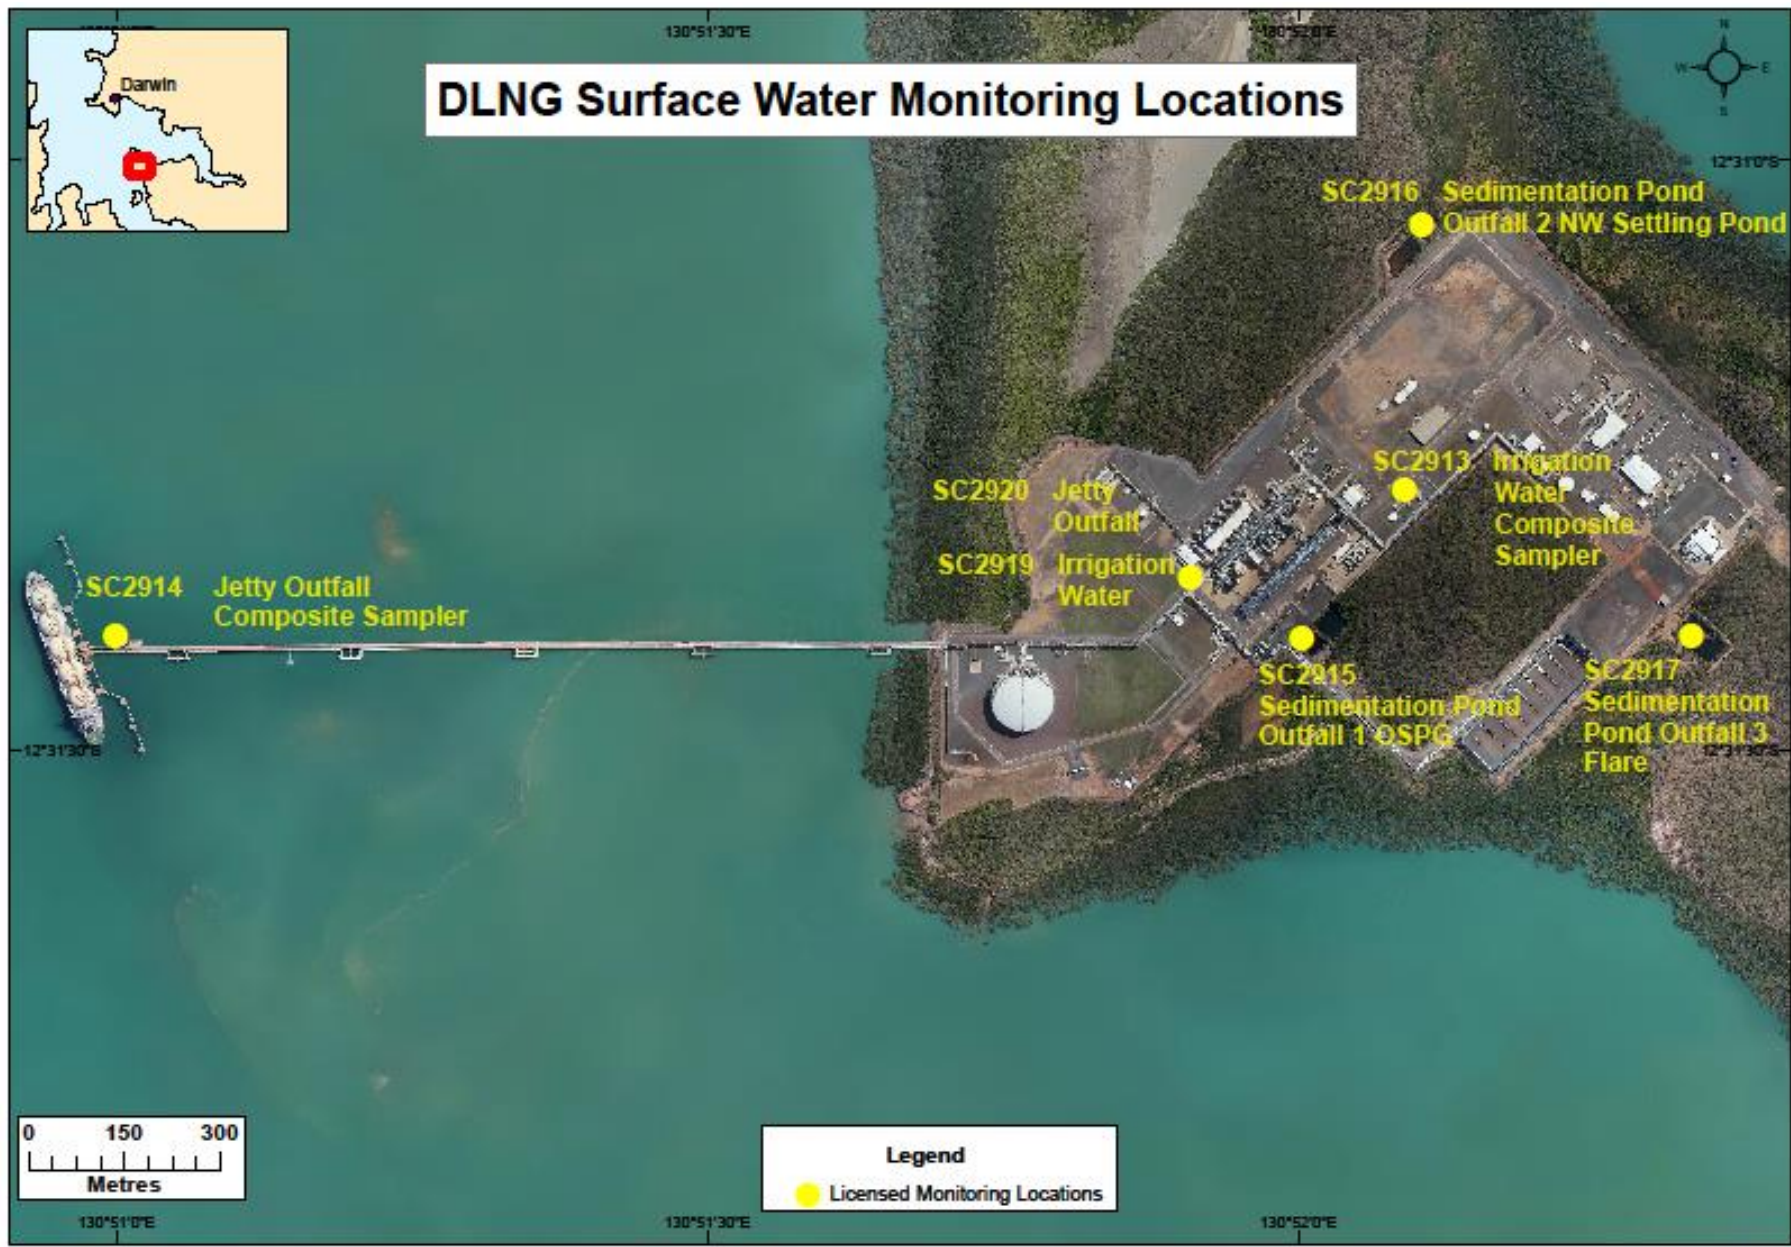 130°51'30"E
130°52'0"E
N
W
E
S
Darwin
DLNG Surface Water Monitoring Locations
12°31'0"S
SC2916 Sedimentation Pond
Outfall 2 NW Settling Pond
SC2913 Irrigation
Water
Composite
Sampler
SC2920 Jetty
Outfall
SC2919 Irrigation
Water
SC2914 Jetty Outfall
Composite Sampler
SC2915
Sedimentation Pond
Outfall 1 OSPG
SC2917
Sedimentation
Pond Outfall 3
Flare
12°31'30"S
12°31'30"S
0 150 300
Metres
Legend
Licensed Monitoring Locations
130°51'0"E
130°51'30"E
130°52'0"E